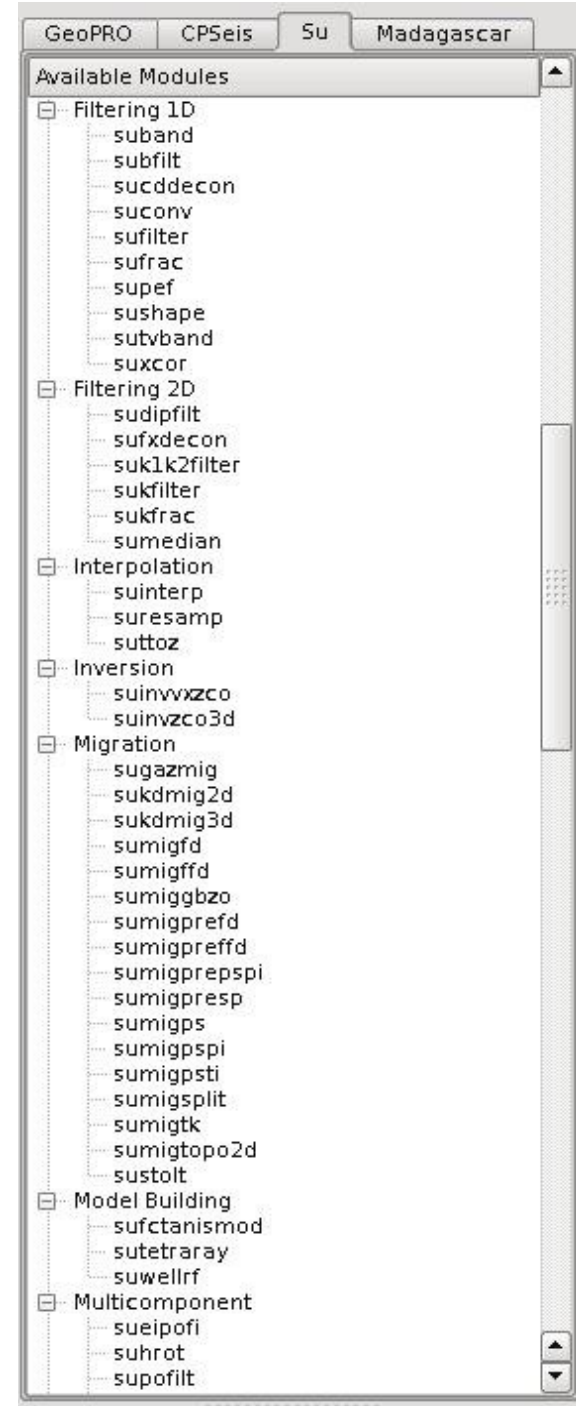 GeoPRO CPSeis Su Madagascar
Available Modules
Filtering 1D
suband
subfilt
sucddecon
suconv
sufilter
sufrac
supef
sushape
sutvband
suxcor
Filtering 2D
sudipfilt
sufxdecon
suk1k2filter
sukfilter
sukfrac
sumedian
Interpolation
suinterp
suresamp
suttoz
Inversion
suinvvxzco
suinvzco3d
Migration
sugazmig
sukdmig2d
sukdmig3d
sumigfd
sumigffd
sumiggbzo
sumigprefd
sumigpreffd
sumigprepspi
sumigpresp
sumigps
sumigpspi
sumigpsti
sumigsplit
sumigtk
sumigtopo2d
sustolt
Model Building
sufctanismod
sutetraray
suwellrf
Multicomponent
sueipofi
suhrot
supofilt